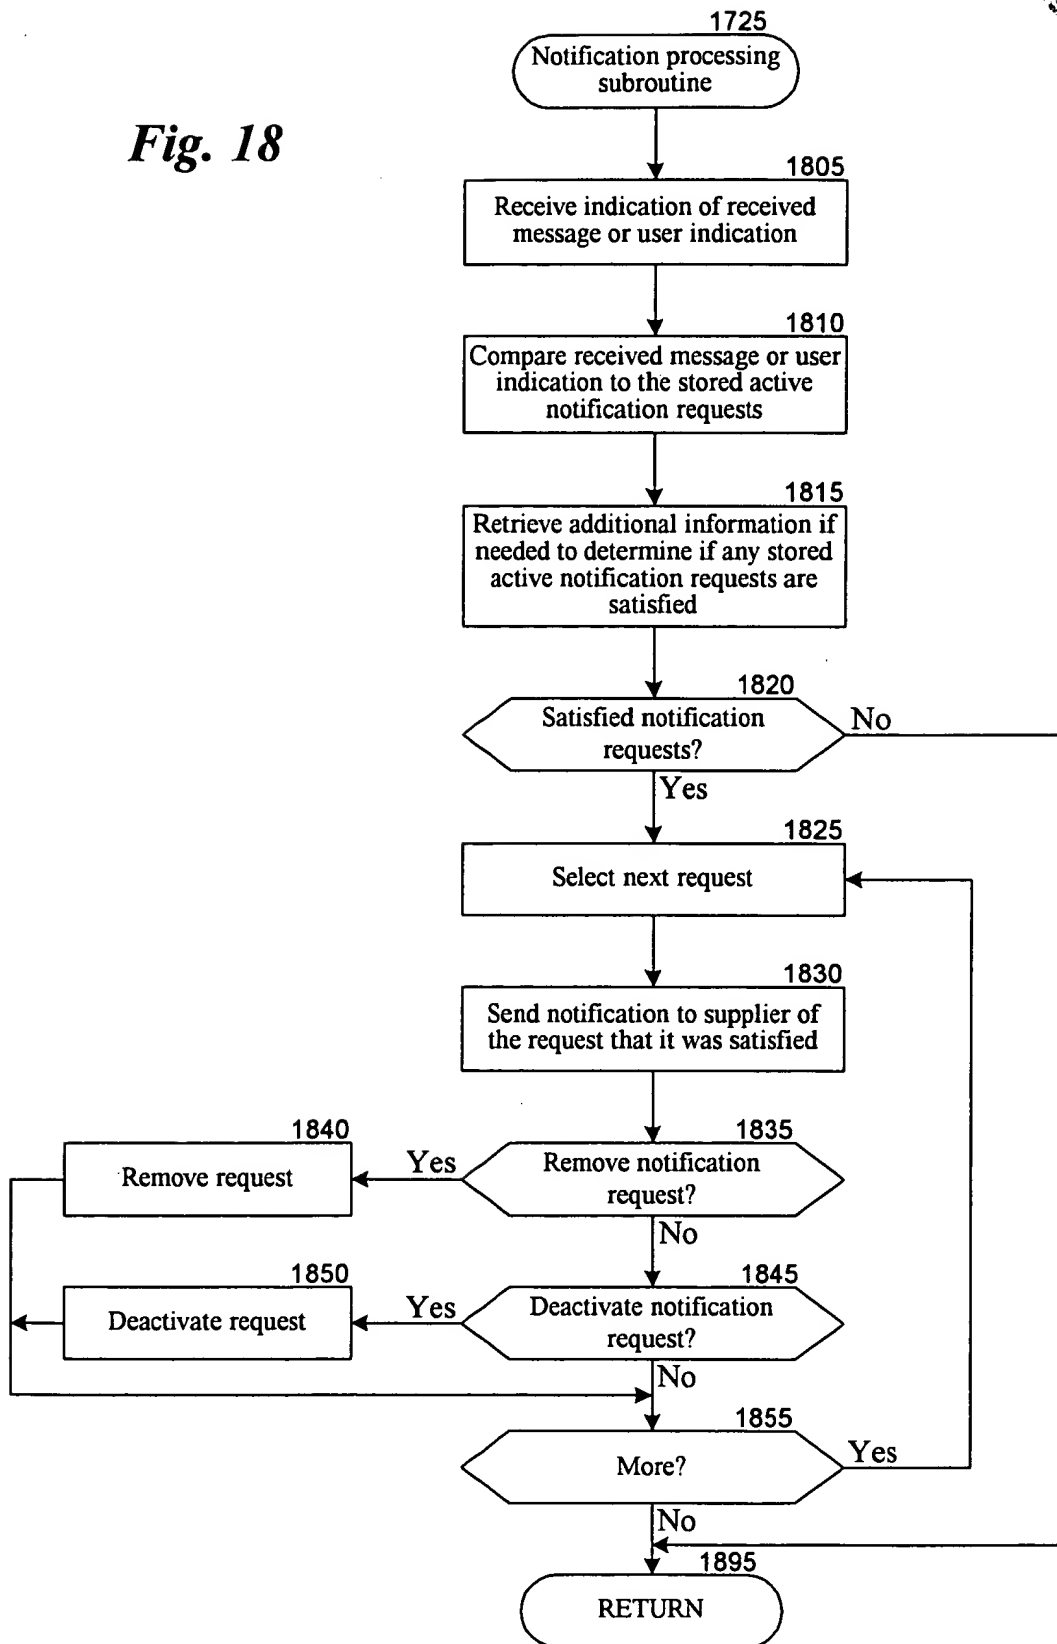 1725
Notification processing
subroutine
Fig. 18
1805
Receive indication of received
message or user indication
1810
Compare received message or user
indication to the stored active
notification requests
1815
Retrieve additional information if
needed to determine if any stored
active notification requests are
satisfied
1820
Satisfied notification
requests?
No
Yes
1825
Select next request
1830
Send notification to supplier of
the request that it was satisfied
1840
Remove request
Yes
1835
Remove notification
request?
No
1850
Deactivate request
Yes
1845
Deactivate notification
request?
No
1855
More?
Yes
No
1895
RETURN